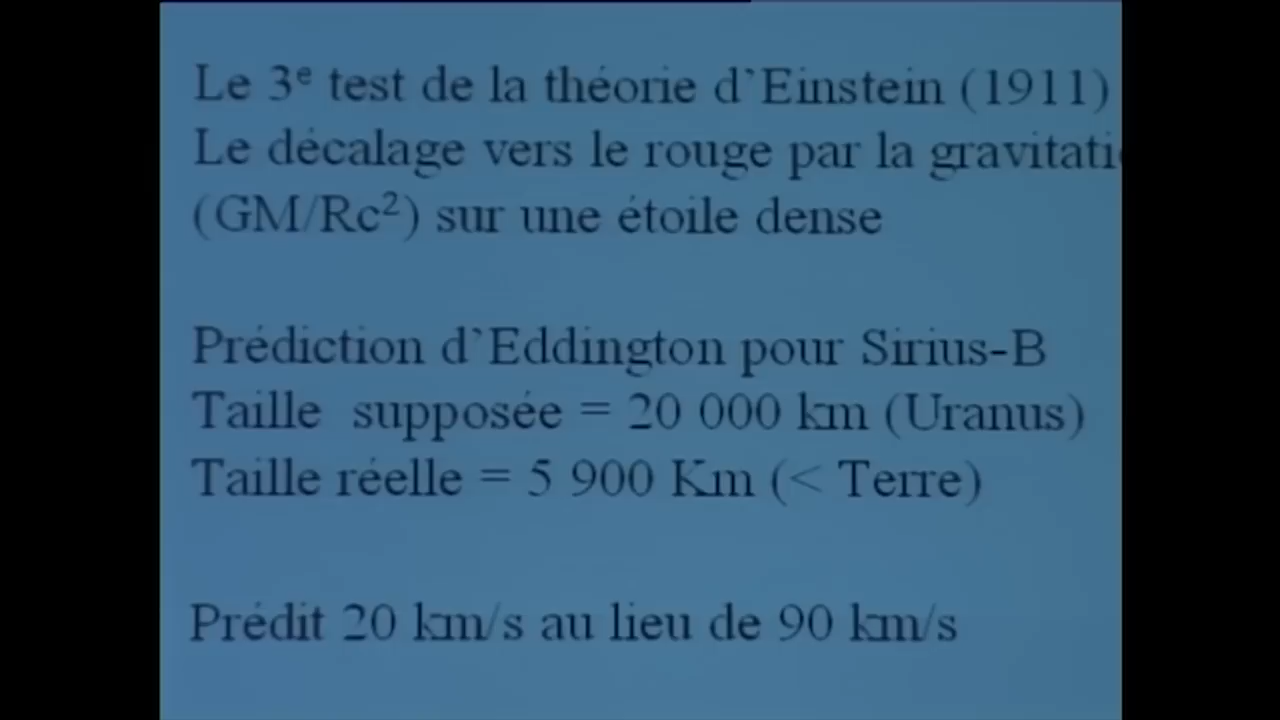 Le 3ᵉ test de la théorie d'Einstein (1911)
Le décalage vers le rouge par la gravitati
(GM/Rc²) sur une étoile dense
Prédiction d'Eddington pour Sirius-B
Taille supposée = 20 000 km (Uranus)
Taille réelle = 5 900 Km (< Terre)
Prédit 20 km/s au lieu de 90 km/s